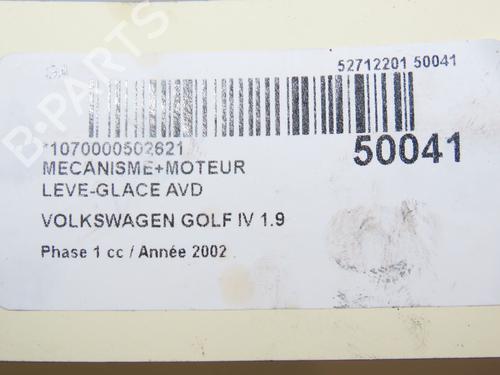 52712201 50041
*1070000502621
50041
MECANISME+MOTEUR
LEVE-GLACE AVD
VOLKSWAGEN GOLF IV 1.9
Phase 1 cc / Année 2002
B-PARTS